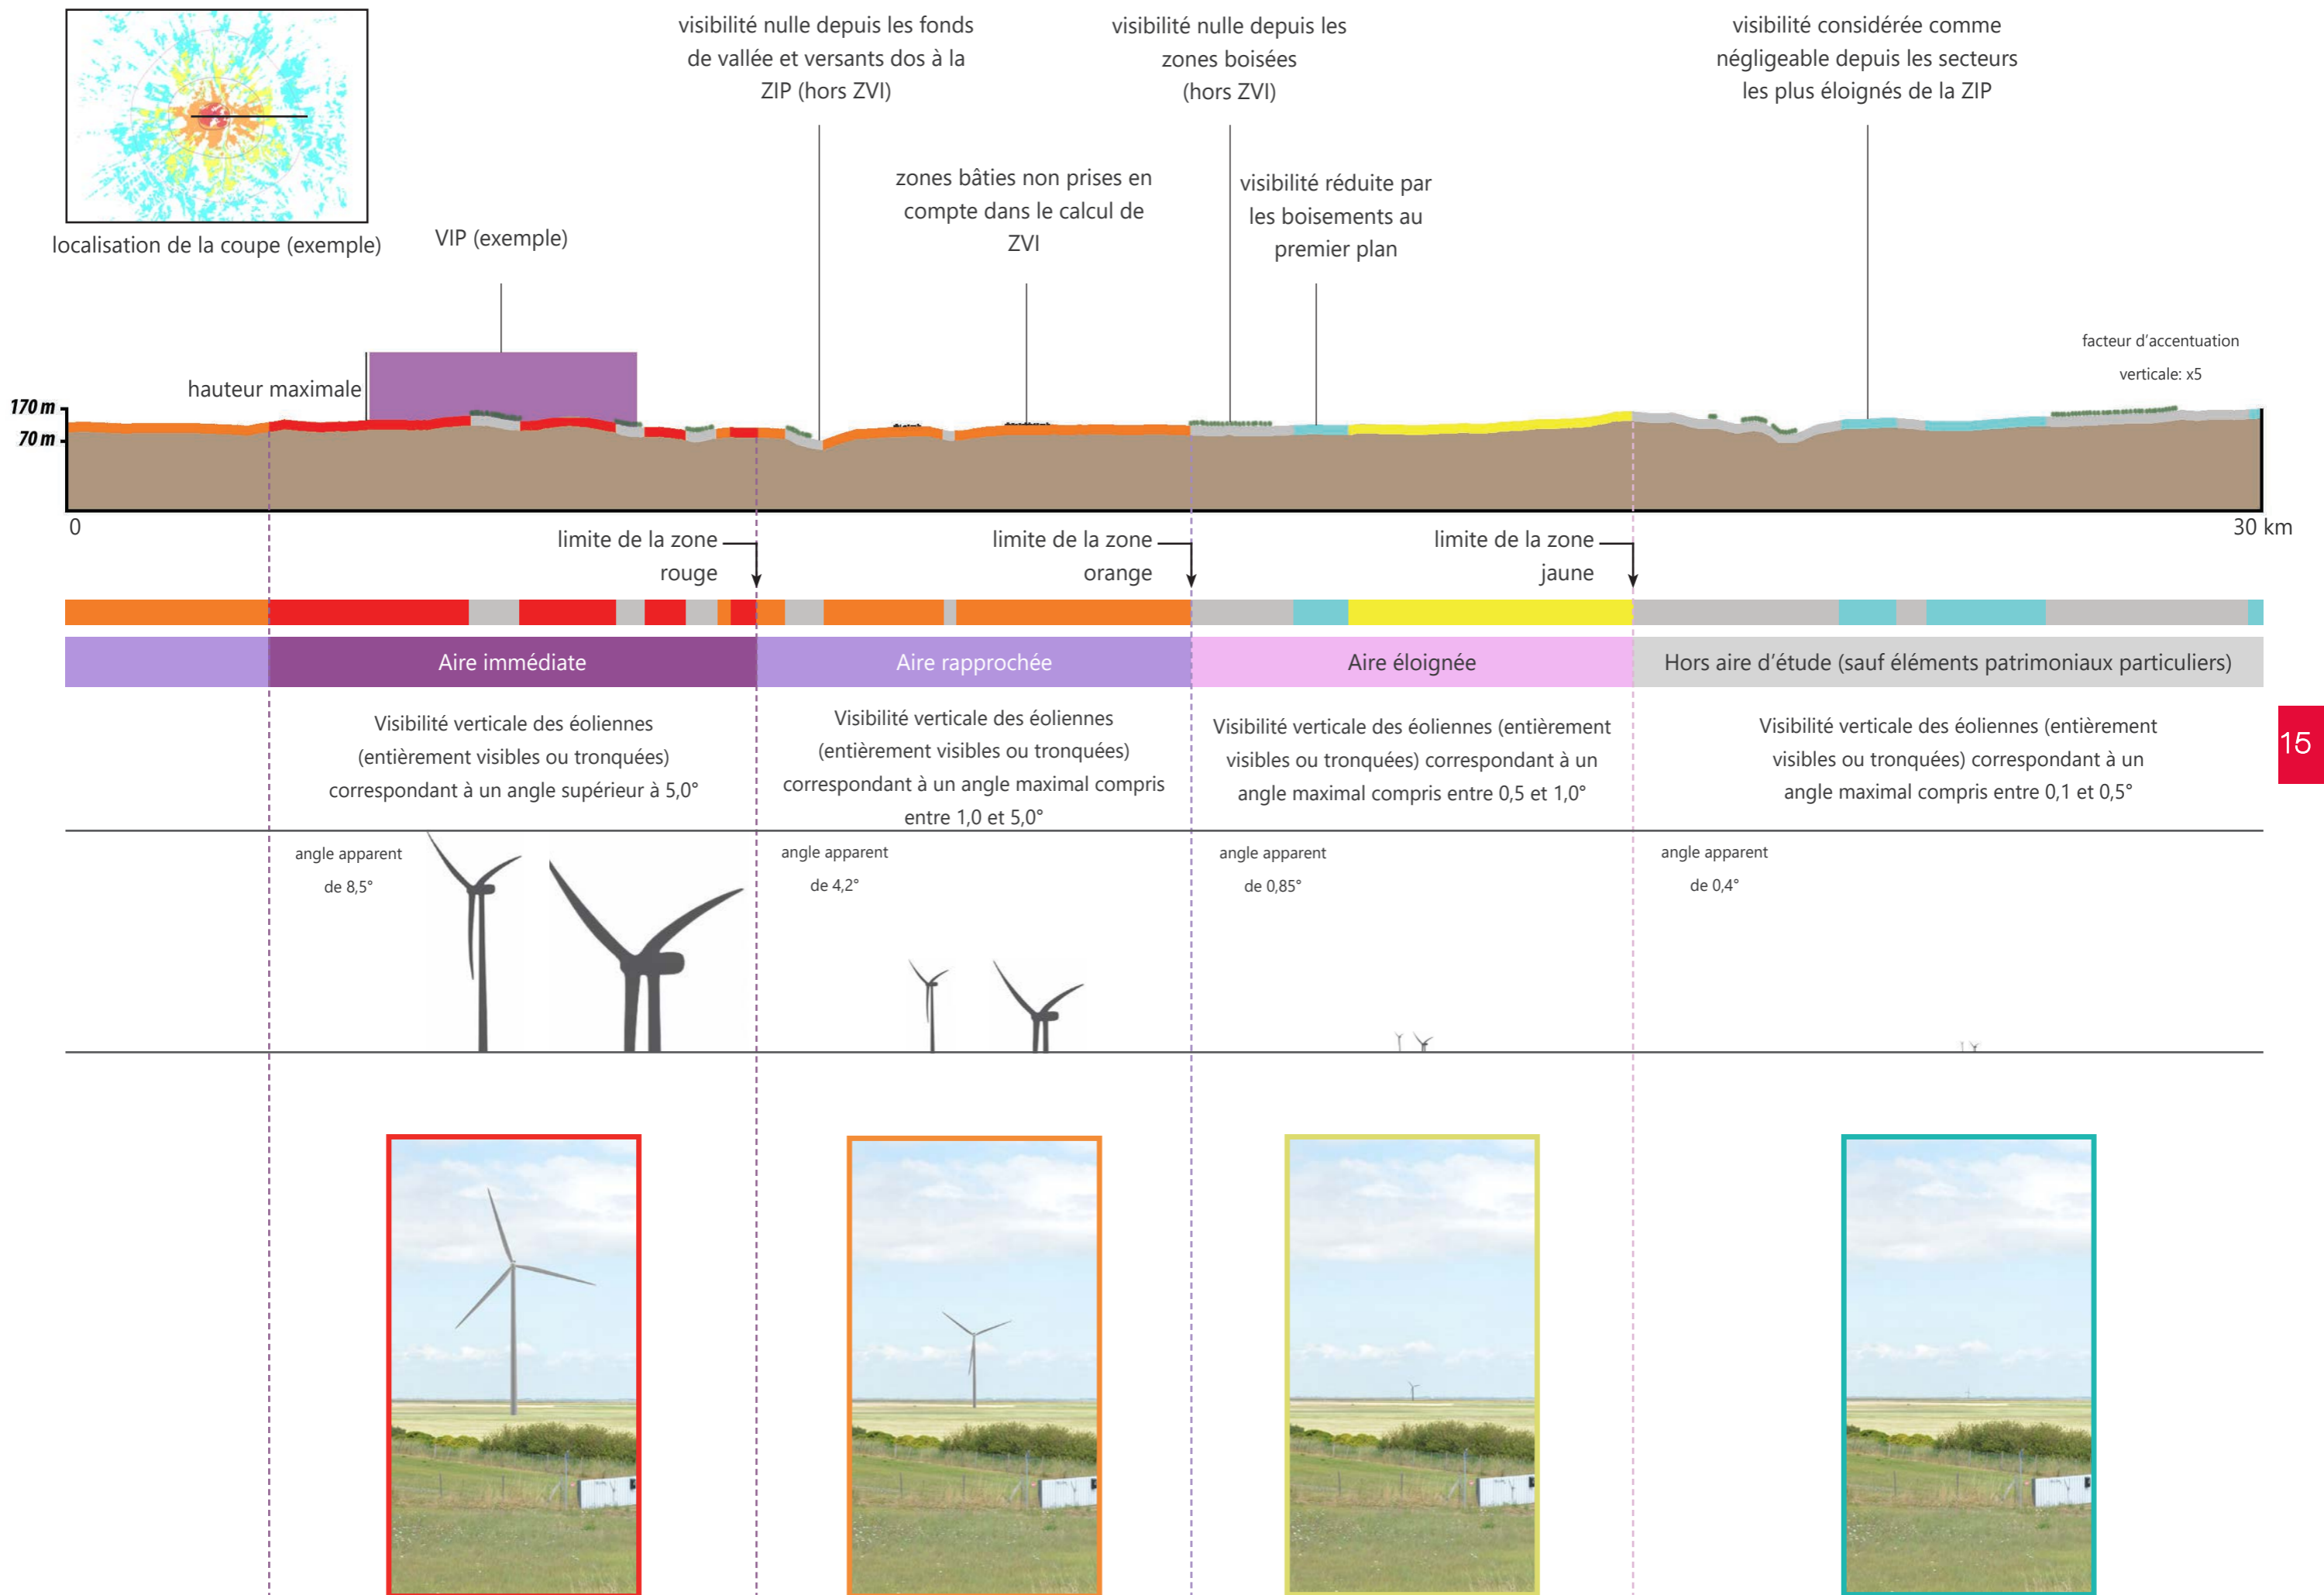 visibilité nulle depuis les fonds
de vallée et versants dos à la
ZIP (hors ZVI)
visibilité nulle depuis les
zones boisées
(hors ZVI)
visibilité considérée comme
négligeable depuis les secteurs
les plus éloignés de la ZIP
zones bâties non prises en
compte dans le calcul de
ZVI
visibilité réduite par
les boisements au
premier plan
localisation de la coupe (exemple)
VIP (exemple)
facteur d'accentuation
verticale: x5
hauteur maximale
170 m
70 m
0
30 km
limite de la zone
rouge
limite de la zone
orange
limite de la zone
jaune
Aire immédiate
Aire rapprochée
Aire éloignée
Hors aire d'étude (sauf éléments patrimoniaux particuliers)
Visibilité verticale des éoliennes
(entièrement visibles ou tronquées)
correspondant à un angle supérieur à 5,0°
Visibilité verticale des éoliennes
(entièrement visibles ou tronquées)
correspondant à un angle maximal compris
entre 1,0 et 5,0°
Visibilité verticale des éoliennes (entièrement
visibles ou tronquées) correspondant à un
angle maximal compris entre 0,5 et 1,0°
Visibilité verticale des éoliennes (entièrement
visibles ou tronquées) correspondant à un
angle maximal compris entre 0,1 et 0,5°
15
angle apparent
de 8,5°
angle apparent
de 4,2°
angle apparent
de 0,85°
angle apparent
de 0,4°